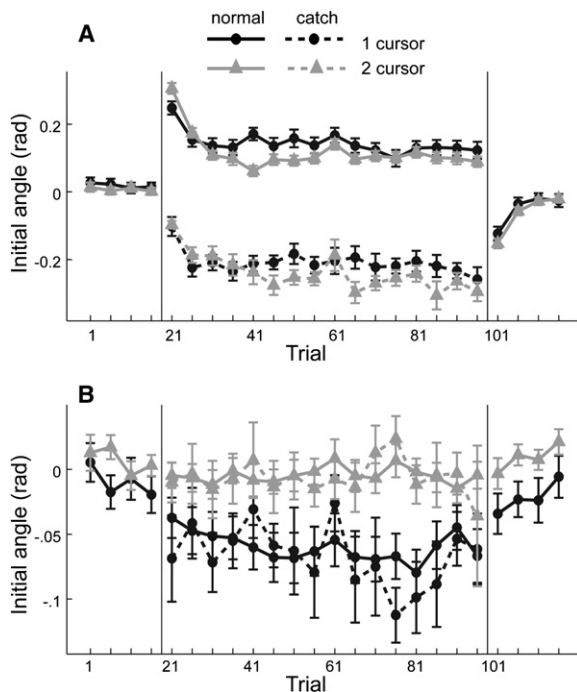 normal catch
A
1 cursor
2 cursor
Initial angle (rad)
0.2
0
-0.2
1 21 41 61 81 101
Trial
B
Initial angle (rad)
0
-.05
-.1
1 21 41 61 81 101
Trial